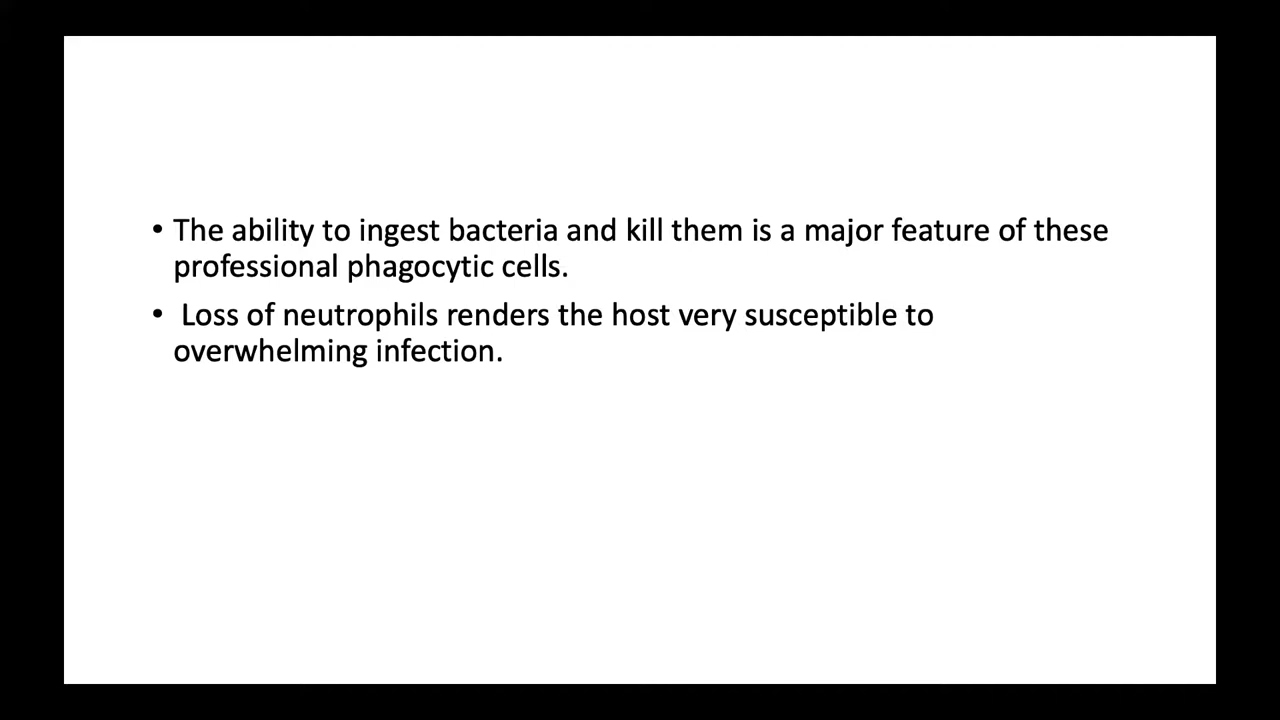 • The ability to ingest bacteria and kill them is a major feature of these
professional phagocytic cells.
• Loss of neutrophils renders the host very susceptible to
overwhelming infection.